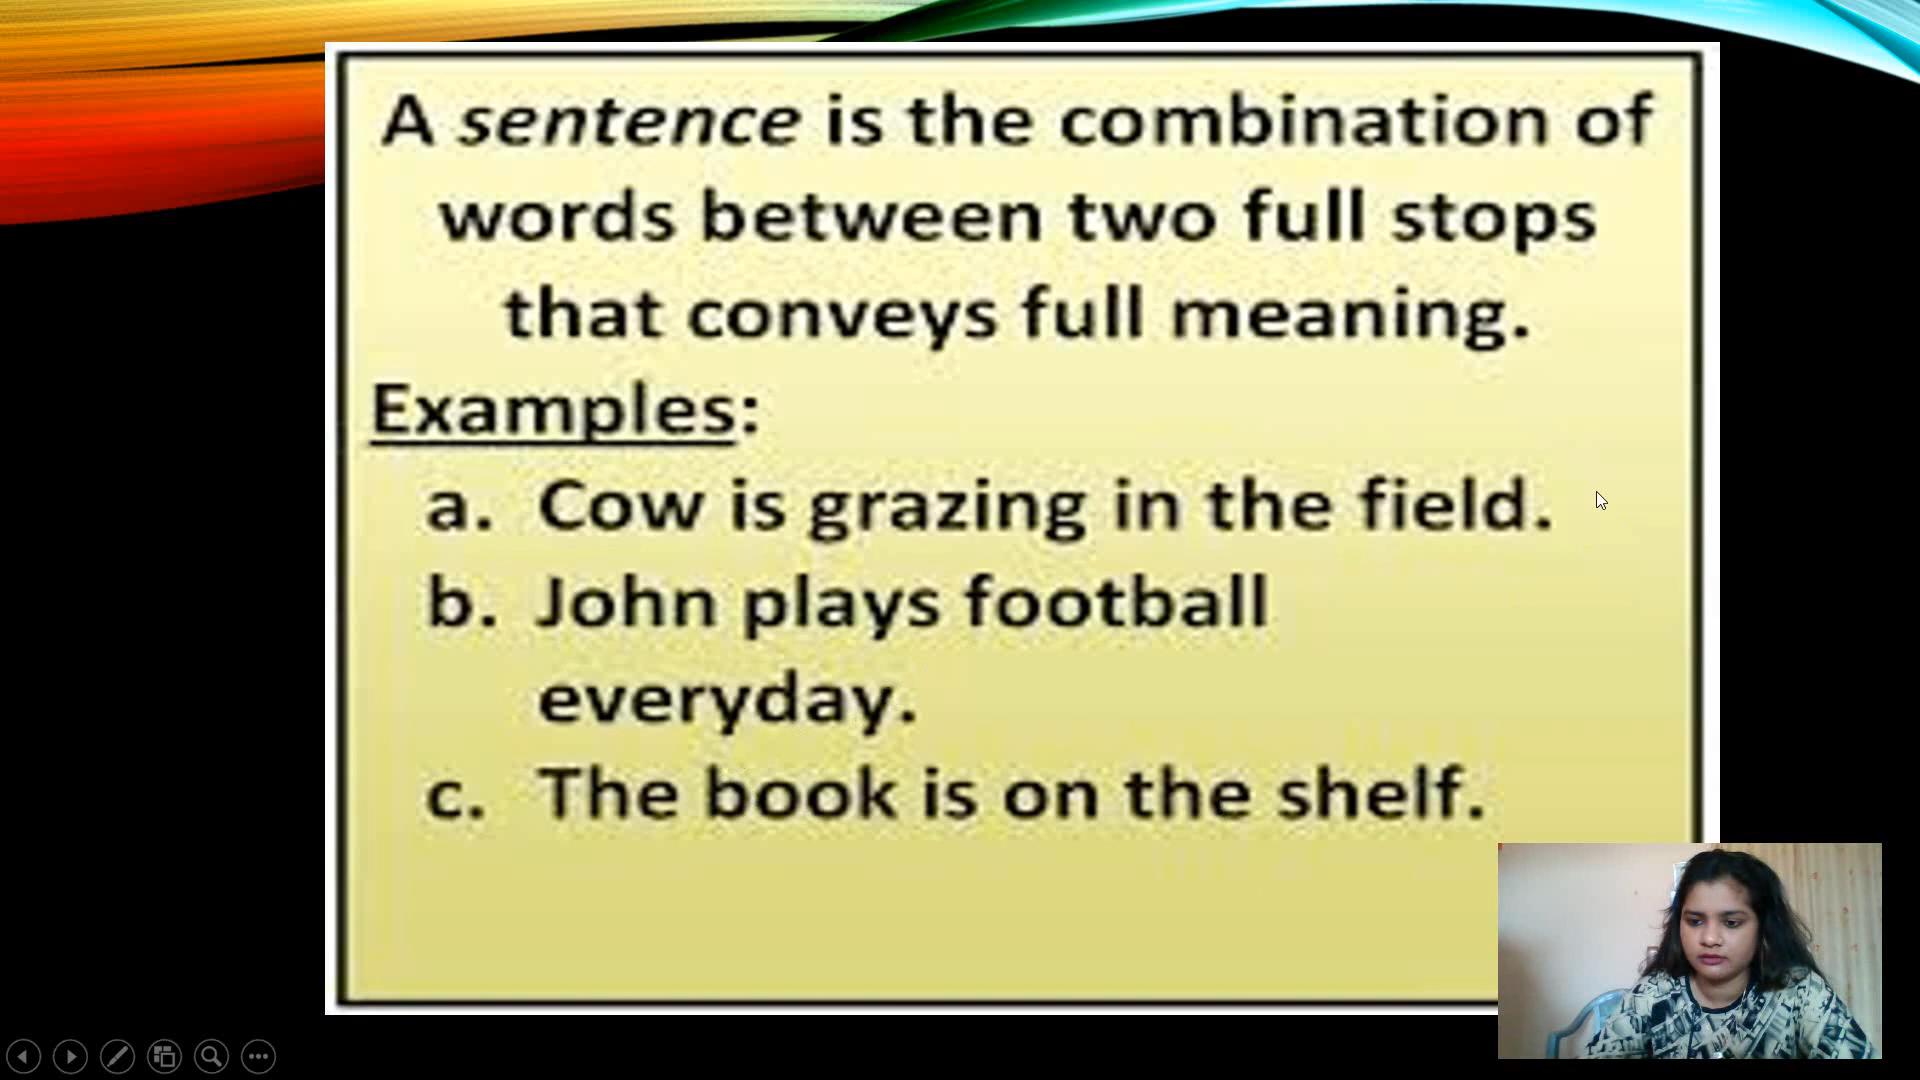 A sentence is the combination of
words between two full stops
that conveys full meaning.
Examples:
a. Cow is grazing in the field.
b. John plays football
everyday.
c. The book is on the shelf.